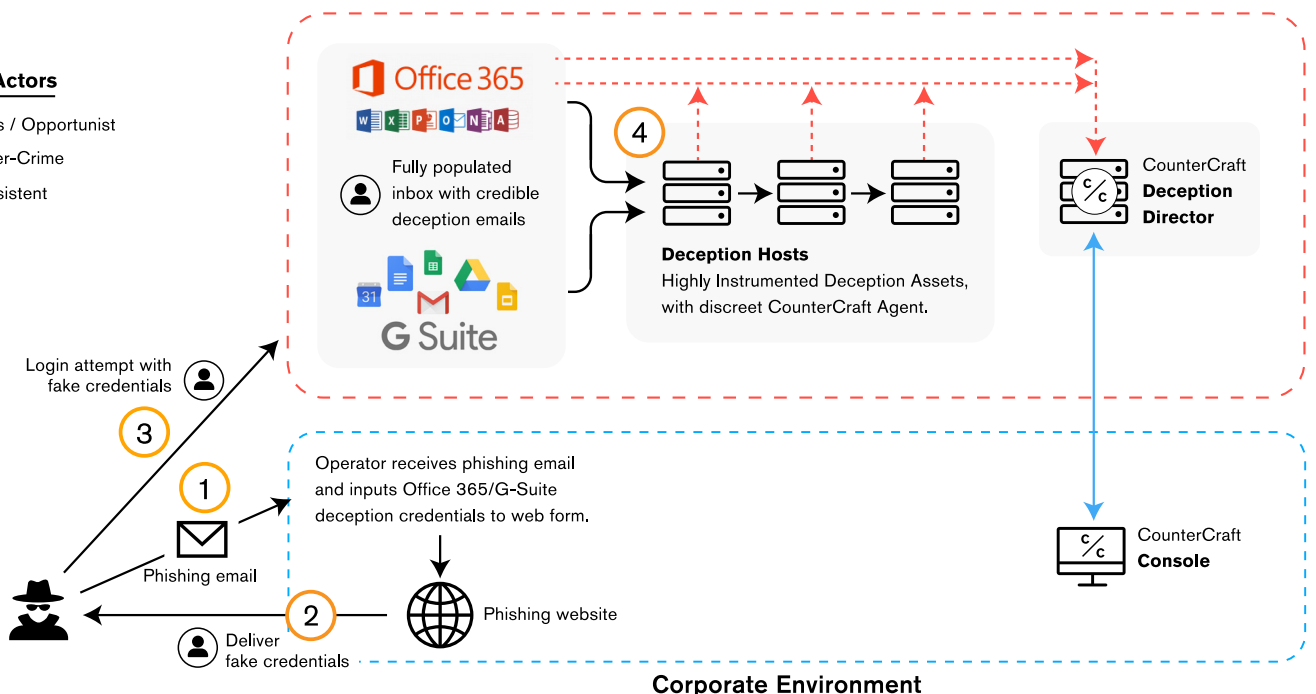 Actors
s / Opportunist
er-Crime
sistent
Office 365
Fully populated
inbox with credible
deception emails
31
G Suite
4
Deception Hosts
Highly Instrumented Deception Assets,
with discreet CounterCraft Agent.
C/C
CounterCraft
Deception
Director
Login attempt with
fake credentials
3
1
Phishing email
Operator receives phishing email
and inputs Office 365/G-Suite
deception credentials to web form.
2
Phishing website
Deliver
fake credentials
C/C
CounterCraft
Console
Corporate Environment